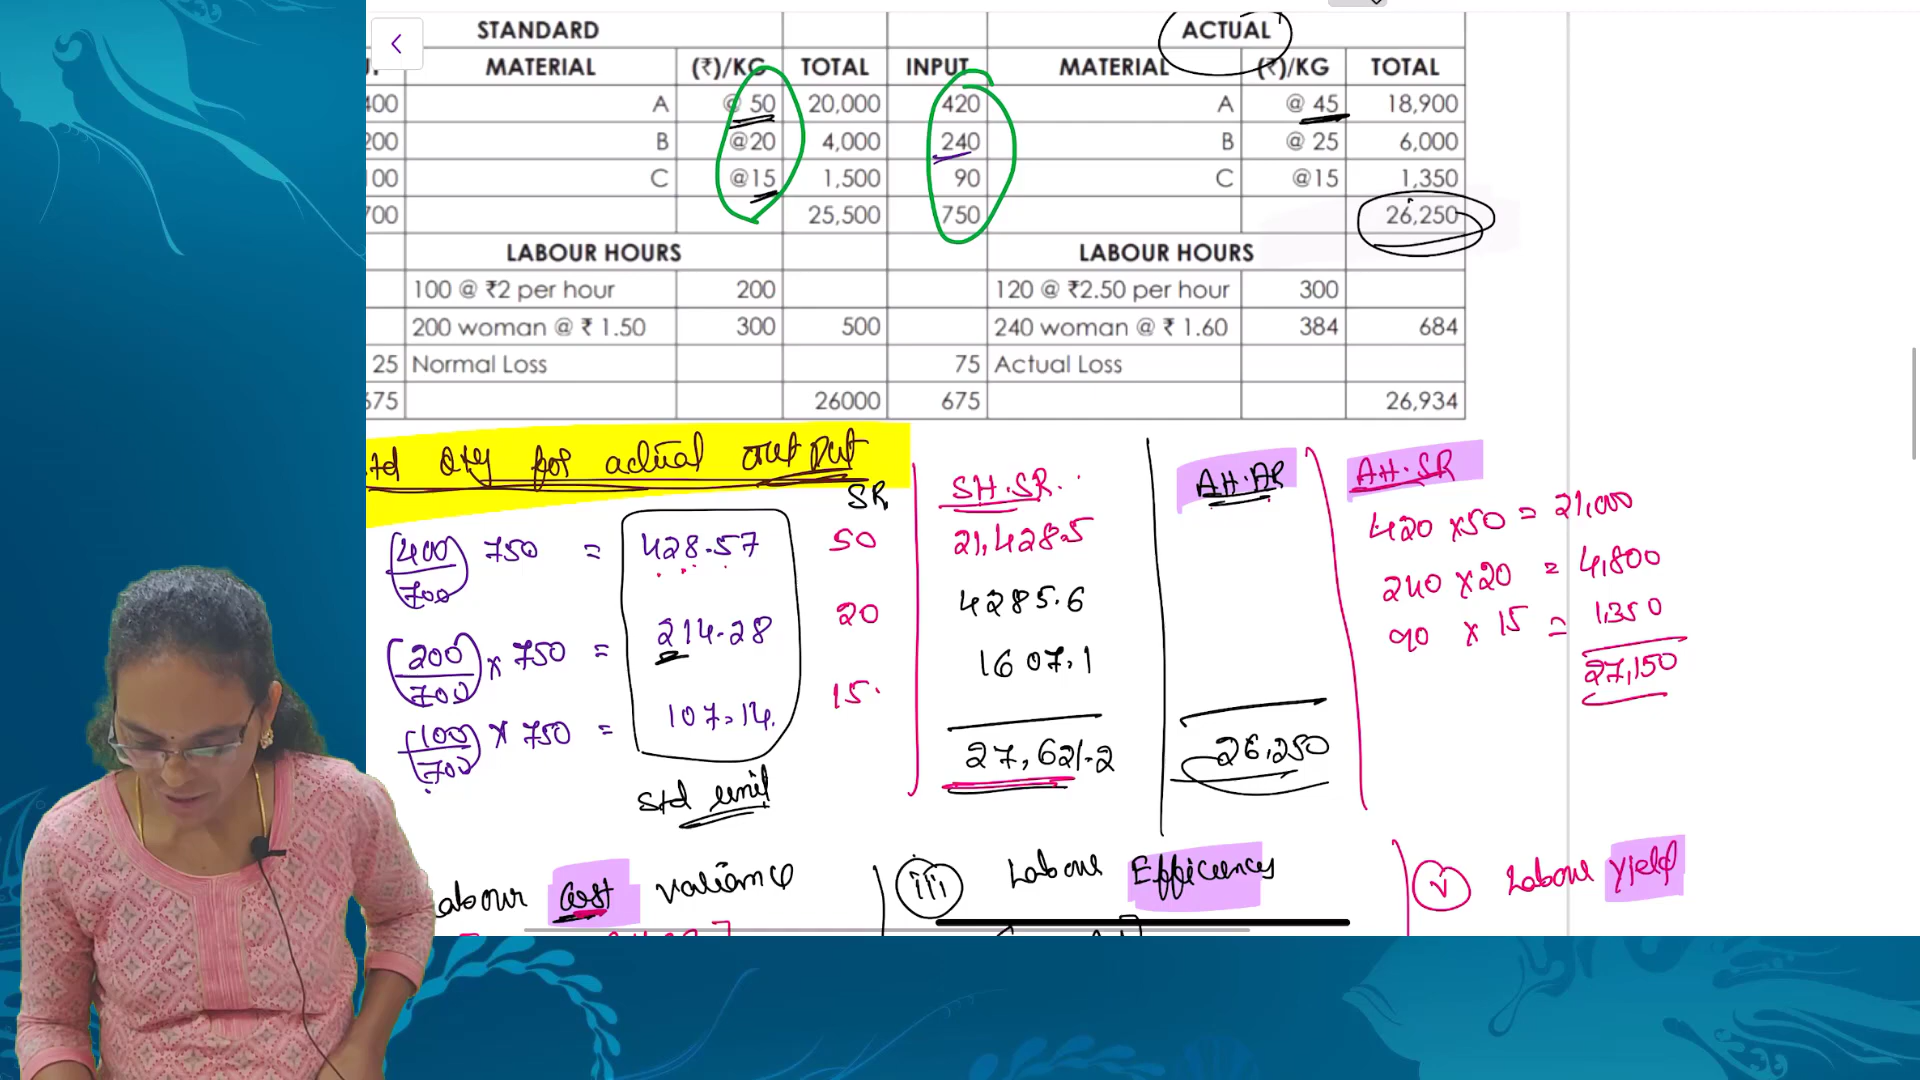 STANDARD ACTUAL
MATERIAL (₹)/KG TOTAL INPUT MATERIAL (₹)/KG TOTAL
400 A @ 50 20,000 420 A @ 45 18,900
200 B @20 4,000 240 B @ 25 6,000
100 C @15 1,500 90 C @15 1,350
700 25,500 750 26,250
LABOUR HOURS LABOUR HOURS
100 @ ₹2 per hour 200 120 @ ₹2.50 per hour 300
200 woman @ ₹ 1.50 300 500 240 woman @ ₹ 1.60 384 684
25 Normal Loss 75 Actual Loss
675 26000 675 26,934
td qty for actual out put
SR SH.SR. AH.AR AH.SR
400/700 750 = 428.57 50 21,428.5 420 x50 = 21,000
200/700 x 750 = 214.28 20 4285.6 240 x20 = 4,800
100/700 x 750 = 107.14. 15. 1607.1 90 x 15 = 1350
27,621.2 26,250 27,150
Std unit
abour Cost variance iii Labour Efficiency v Labour Yield